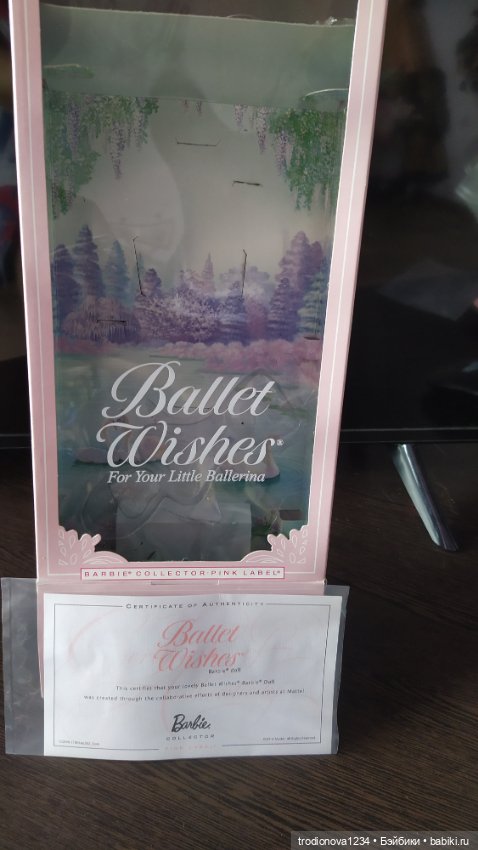 Ballet
Wishes®
For Your Little Ballerina
BARBIE® COLLECTOR PINK LABEL®
CERTIFICATE OF AUTHENTICITY
Ballet
Wishes®
Barbie® Doll
This certifies that your lovely Ballet Wishes® Barbie® Doll
was created through the collaborative efforts of designers and artists at Mattel.
Barbie
COLLECTOR
PINK LABEL®
trodionova1234 • Бэйбики • babiki.ru